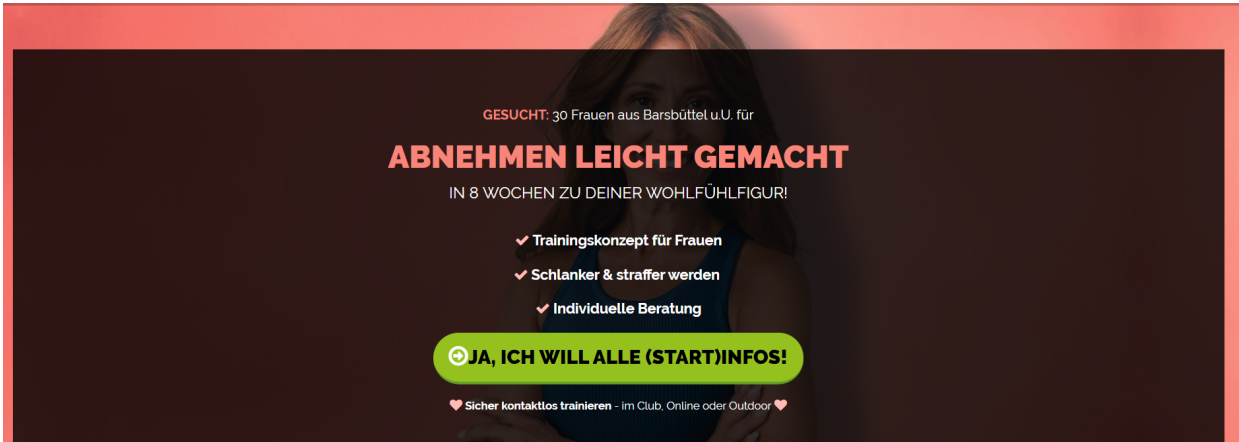 GESUCHT: 30 Frauen aus Barsbüttel u.U. für
ABNEHMEN LEICHT GEMACHT
IN 8 WOCHEN ZU DEINER WOHLFÜHLFIGUR!
Trainingskonzept für Frauen
Schlanker & straffer werden
Individuelle Beratung
JA, ICH WILL ALLE (START)INFOS!
Sicher kontaktlos trainieren - im Club, Online oder Outdoor